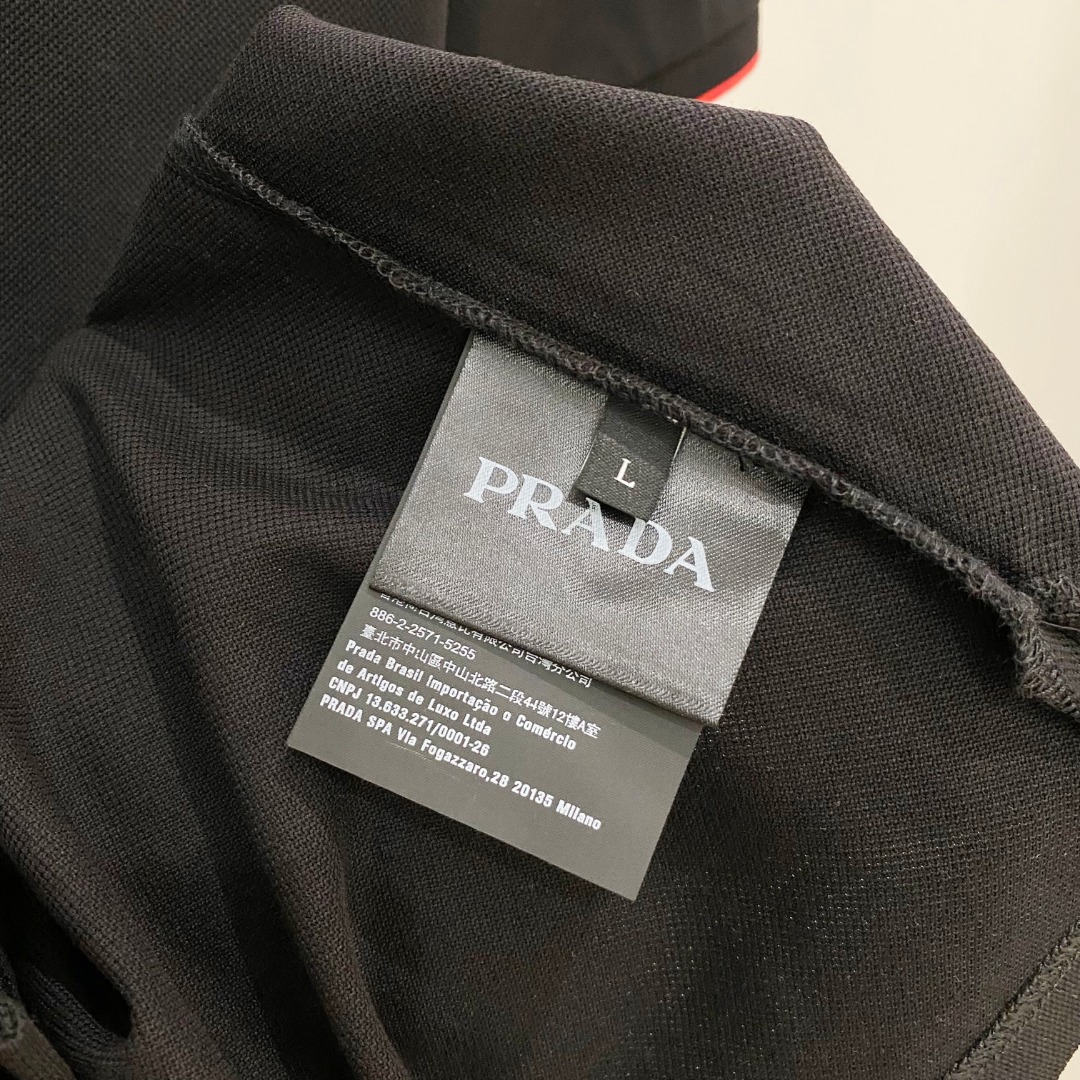 L
PRADA
886-2-2571-5255
臺北市中山區中山北路二段44號12樓A室
Prada Brasil Importação o Comércio
de Artigos de Luxo Ltda
CNPJ 13.633.271/0001-26
PRADA SPA Via Fogazzaro,28 20135 Milano